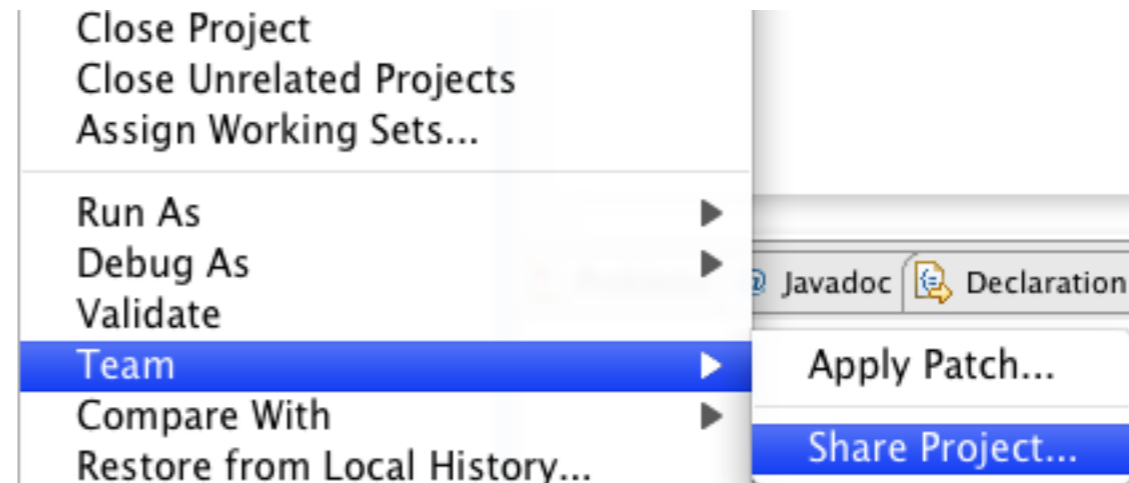 Close Project
Close Unrelated Projects
Assign Working Sets...
Run As
Debug As
Validate
Team
Compare With
Restore from Local History...
Javadoc
Declaration
Apply Patch...
Share Project...